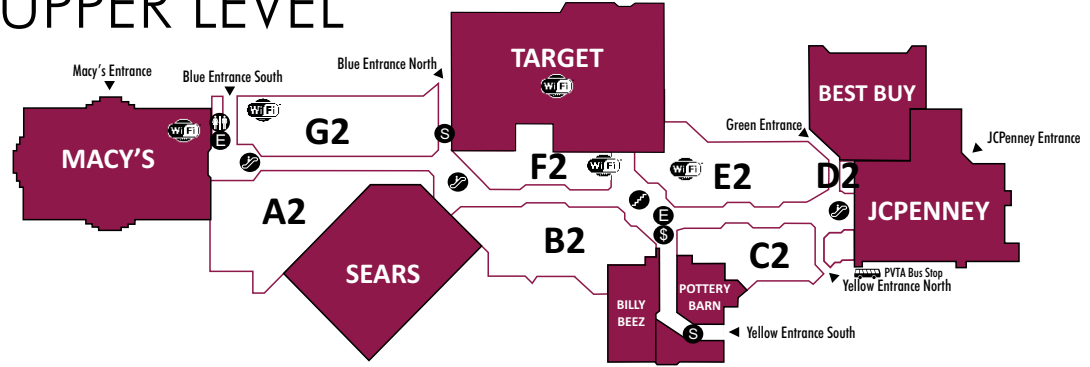 UPPER LEVEL
Macy's Entrance
Blue Entrance South
Blue Entrance North
TARGET
WiFi
BEST BUY
Green Entrance
JCPenney Entrance
WiFi
WiFi
G2
S
S
E
MACY'S
F2
WiFi
WiFi
E2
D2
A2
JCPENNEY
E
$
B2
C2
SEARS
PVTA Bus Stop
Yellow Entrance North
POTTERY
BARN
BILLY
BEEZ
S
Yellow Entrance South